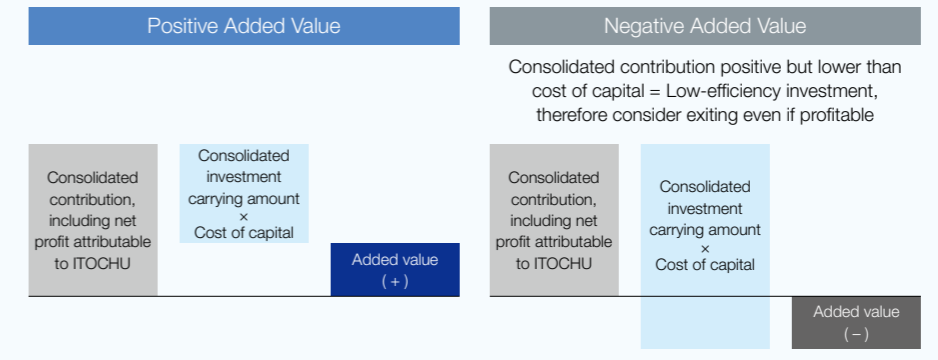 Positive Added Value
Consolidated
contribution,
including net
profit attributable
to ITOCHU
Consolidated
investment
carrying amount
×
Cost of capital
Added value
( + )
Negative Added Value
Consolidated contribution positive but lower than
cost of capital = Low-efficiency investment,
therefore consider exiting even if profitable
Consolidated
contribution,
including net
profit attributable
to ITOCHU
Consolidated
investment
carrying amount
×
Cost of capital
Added value
( – )